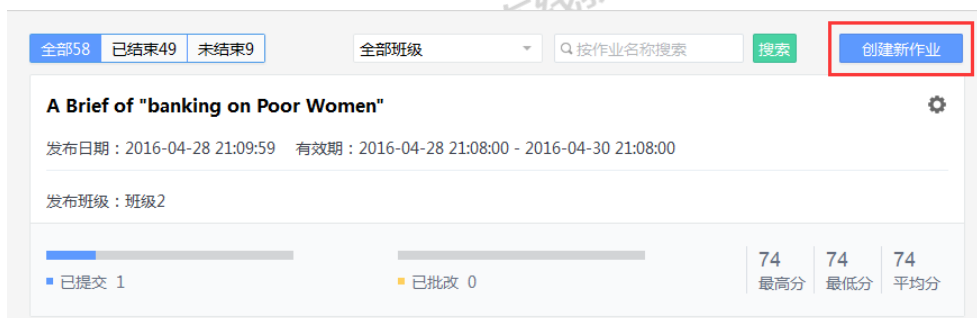 全部58 已结束49 未结束9 全部班级 按作业名称搜索 搜索 创建新作业
A Brief of "banking on Poor Women"
发布日期：2016-04-28 21:09:59 有效期：2016-04-28 21:08:00 - 2016-04-30 21:08:00
发布班级：班级2
74 74 74
已提交 1 已批改 0 最高分 最低分 平均分